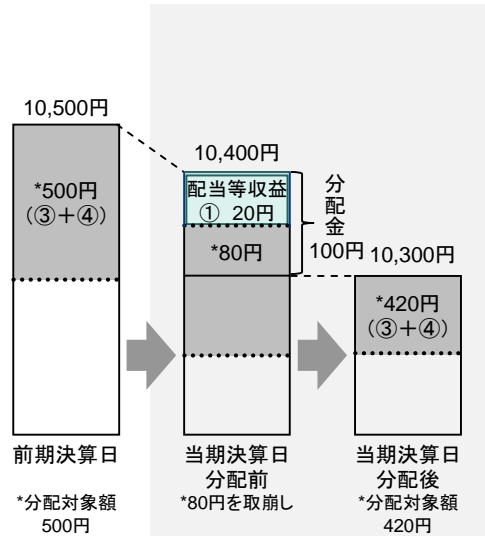 10,500円
*500円
(③+④)
10,400円
配当等収益
① 20円
*80円
分配金
100円
10,300円
*420円
(③+④)
前期決算日
*分配対象額
500円
当期決算日
分配前
*80円を取崩し
当期決算日
分配後
*分配対象額
420円